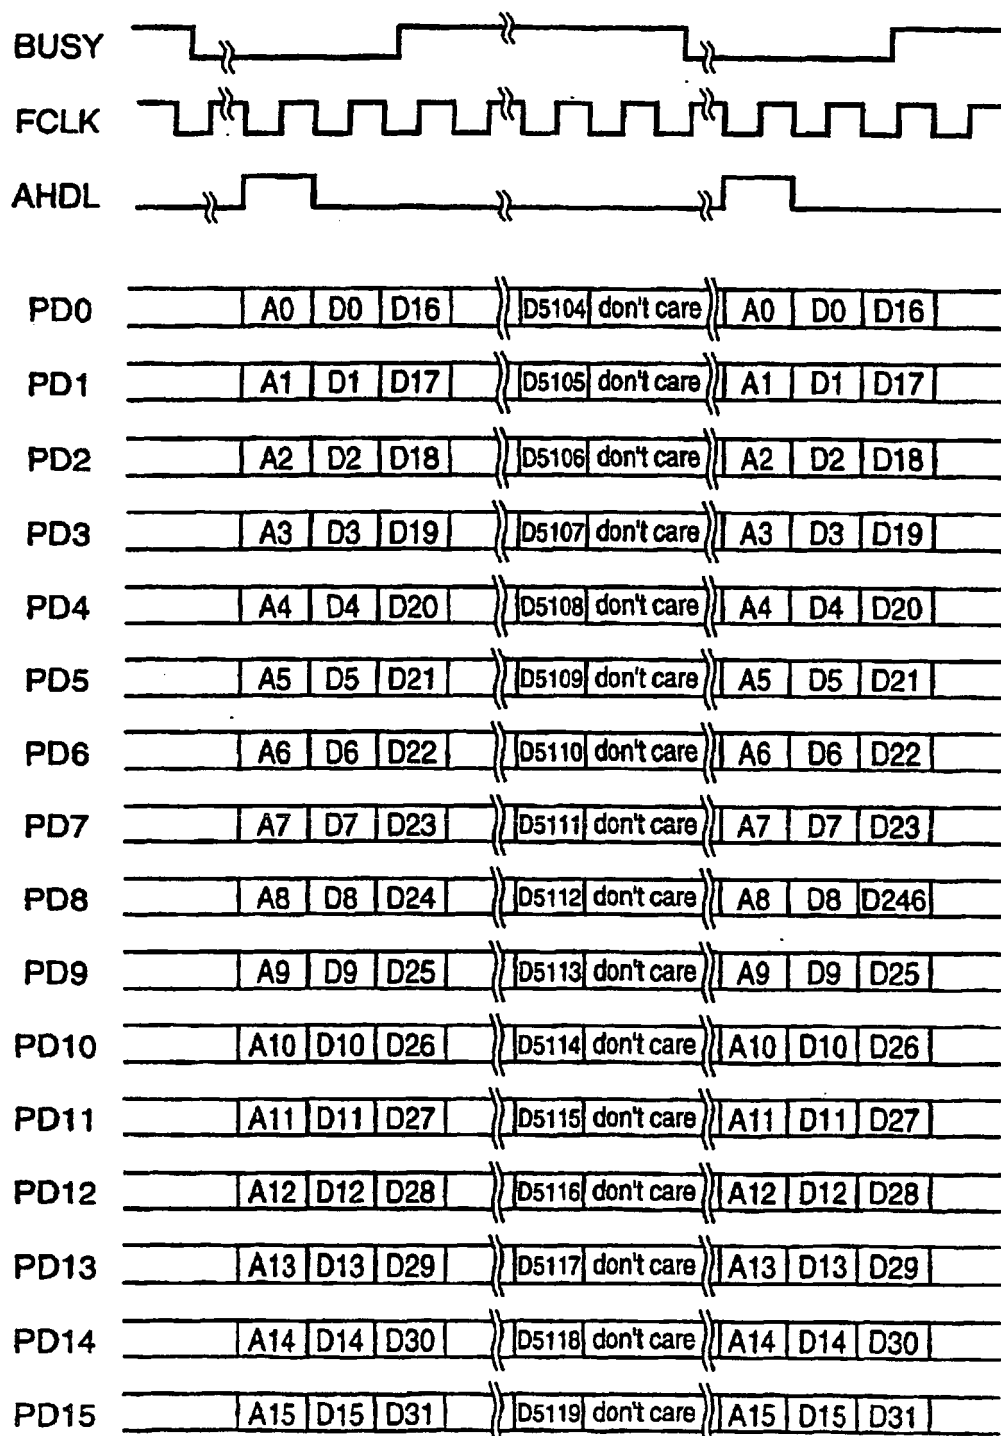 BUSY
FCLK
AHDL
PD0 A0 D0 D16 D5104 don't care A0 D0 D16
PD1 A1 D1 D17 D5105 don't care A1 D1 D17
PD2 A2 D2 D18 D5106 don't care A2 D2 D18
PD3 A3 D3 D19 D5107 don't care A3 D3 D19
PD4 A4 D4 D20 D5108 don't care A4 D4 D20
PD5 A5 D5 D21 D5109 don't care A5 D5 D21
PD6 A6 D6 D22 D5110 don't care A6 D6 D22
PD7 A7 D7 D23 D5111 don't care A7 D7 D23
PD8 A8 D8 D24 D5112 don't care A8 D8 D246
PD9 A9 D9 D25 D5113 don't care A9 D9 D25
PD10 A10 D10 D26 D5114 don't care A10 D10 D26
PD11 A11 D11 D27 D5115 don't care A11 D11 D27
PD12 A12 D12 D28 D5116 don't care A12 D12 D28
PD13 A13 D13 D29 D5117 don't care A13 D13 D29
PD14 A14 D14 D30 D5118 don't care A14 D14 D30
PD15 A15 D15 D31 D5119 don't care A15 D15 D31